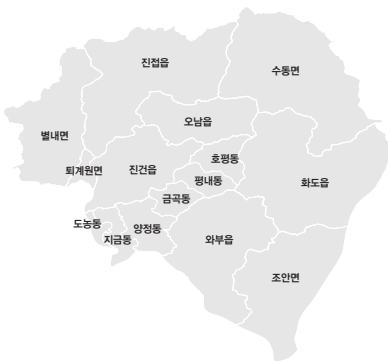 진접읍
수동면
오남읍
별내면
호평동
퇴계원면
진건읍
평내동
화도읍
금곡동
도농동
양정동
지금동
와부읍
조안면